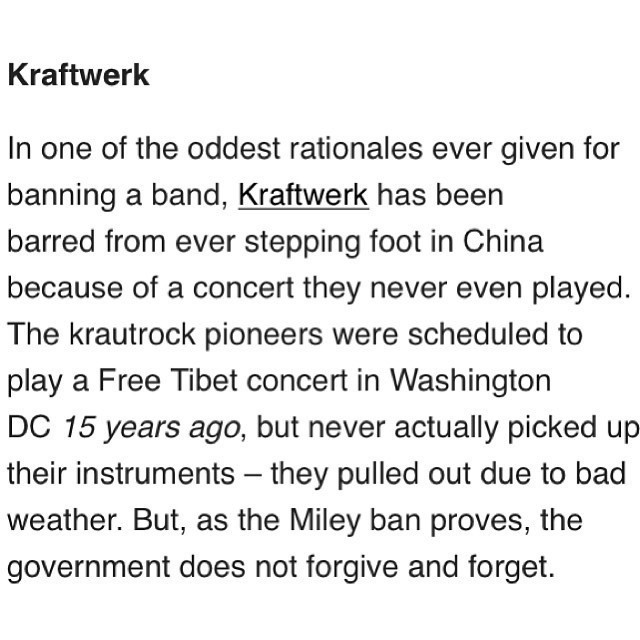 Kraftwerk
In one of the oddest rationales ever given for
banning a band, Kraftwerk has been
barred from ever stepping foot in China
because of a concert they never even played.
The krautrock pioneers were scheduled to
play a Free Tibet concert in Washington
DC 15 years ago, but never actually picked up
their instruments – they pulled out due to bad
weather. But, as the Miley ban proves, the
government does not forgive and forget.